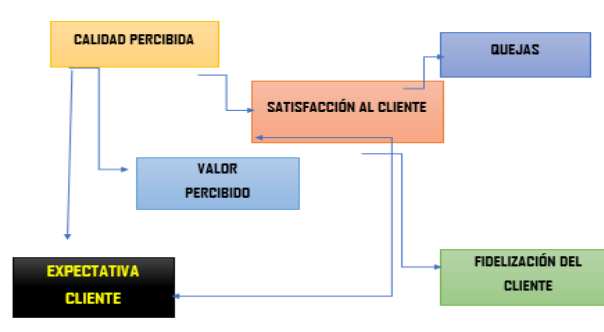 CALIDAD PERCIBIDA
QUEJAS
SATISFACCIÓN AL CLIENTE
VALOR
PERCIBIDO
EXPECTATIVA
CLIENTE
FIDELIZACIÓN DEL
CLIENTE